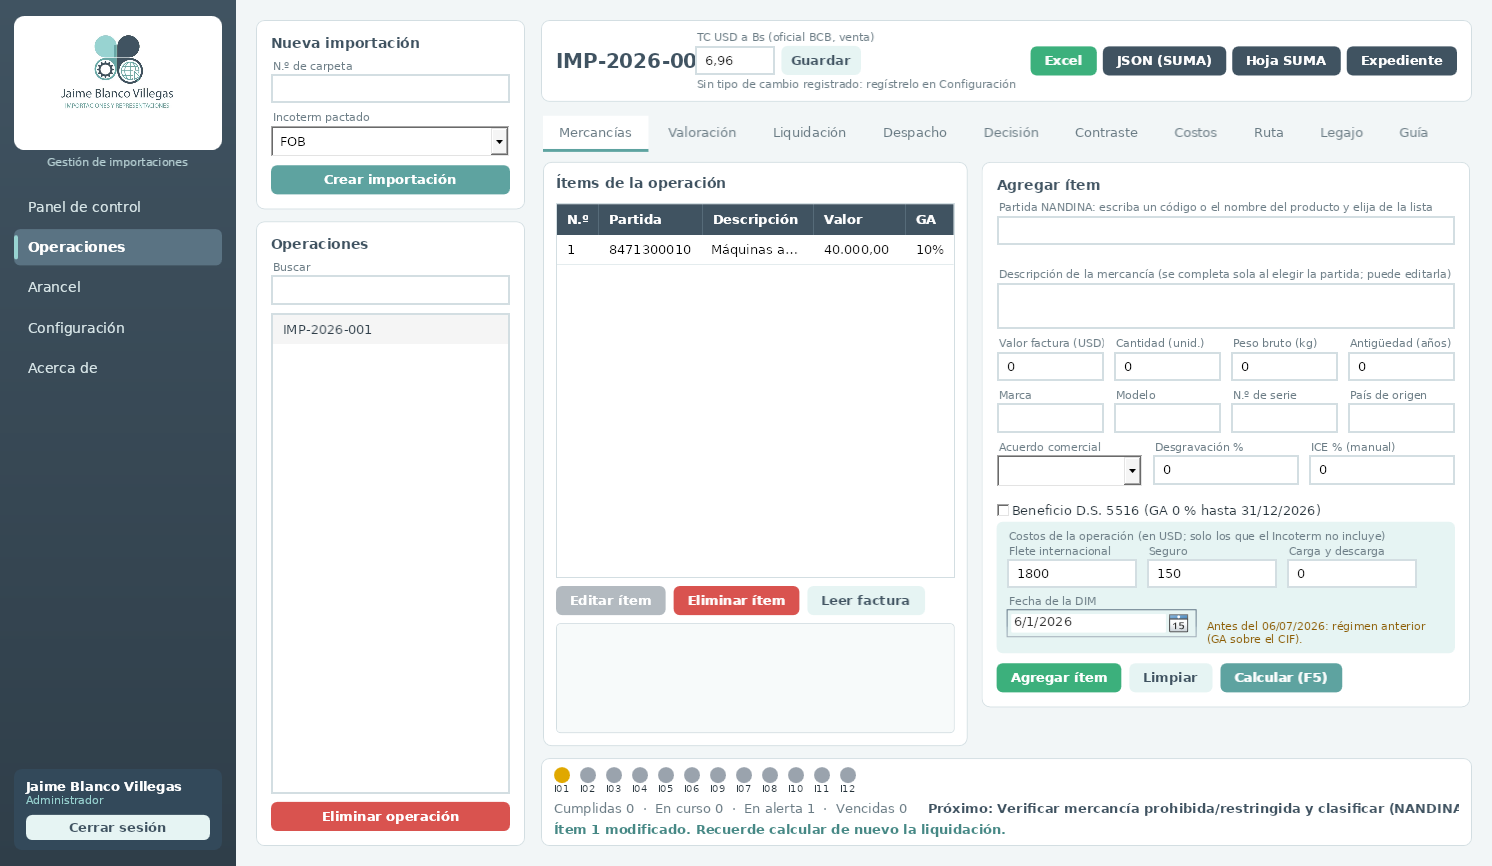 Jaime Blanco Villegas
IMPORTACIONES Y REPRESENTACIONES
Gestión de importaciones
Panel de control
Operaciones
Arancel
Configuración
Acerca de
Jaime Blanco Villegas
Administrador
Cerrar sesión
Nueva importación
N.º de carpeta
Incoterm pactado
FOB
Crear importación
Operaciones
Buscar
IMP-2026-001
Eliminar operación
IMP-2026-00
TC USD a Bs (oficial BCB, venta)
6,96
Guardar
Sin tipo de cambio registrado: regístrelo en Configuración
Excel
JSON (SUMA)
Hoja SUMA
Expediente
Mercancías
Valoración
Liquidación
Despacho
Decisión
Contraste
Costos
Ruta
Legajo
Guía
Ítems de la operación
N.º Partida Descripción Valor GA
1 8471300010 Máquinas a... 40.000,00 10%
Editar ítem
Eliminar ítem
Leer factura
Agregar ítem
Partida NANDINA: escriba un código o el nombre del producto y elija de la lista
Descripción de la mercancía (se completa sola al elegir la partida; puede editarla)
Valor factura (USD) Cantidad (unid.) Peso bruto (kg) Antigüedad (años)
0 0 0 0
Marca Modelo N.º de serie País de origen
Acuerdo comercial Desgravación % ICE % (manual)
0 0
Beneficio D.S. 5516 (GA 0 % hasta 31/12/2026)
Costos de la operación (en USD; solo los que el Incoterm no incluye)
Flete internacional Seguro Carga y descarga
1800 150 0
Fecha de la DIM
6/1/2026
15
Antes del 06/07/2026: régimen anterior
(GA sobre el CIF).
Agregar ítem
Limpiar
Calcular (F5)
I01 I02 I03 I04 I05 I06 I09 I07 I08 I10 I11 I12
Cumplidas 0 · En curso 0 · En alerta 1 · Vencidas 0
Próximo: Verificar mercancía prohibida/restringida y clasificar (NANDINA
Ítem 1 modificado. Recuerde calcular de nuevo la liquidación.